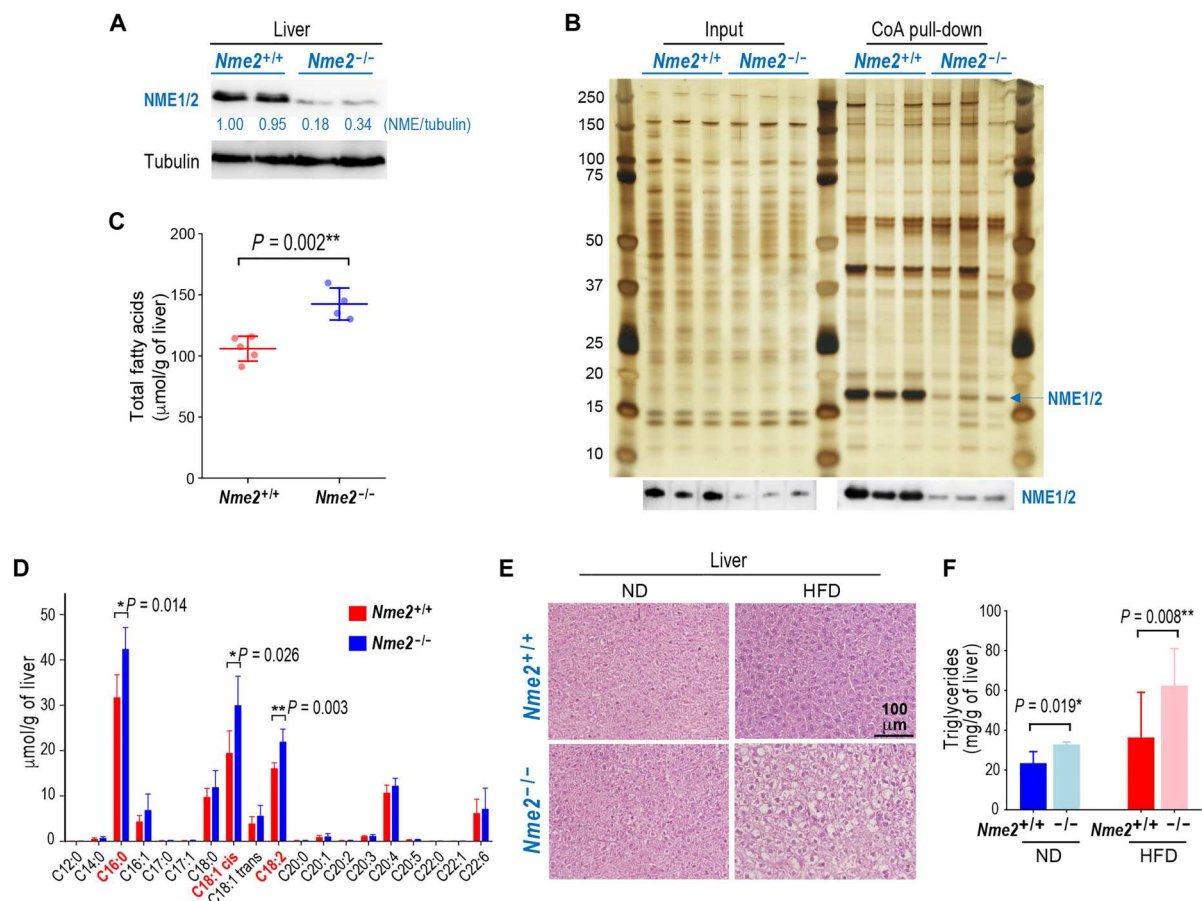 A
Liver
Nme2+/+ Nme2−/−
NME1/2
1.00 0.95 0.18 0.34 (NME/tubulin)
Tubulin
B
Input CoA pull-down
Nme2+/+ Nme2−/− Nme2+/+ Nme2−/−
250
150
100
75
50
37
25
20
15
10
NME1/2
NME1/2
C
P = 0.002**
Total fatty acids
(μmol/g of liver)
200
150
100
50
0
Nme2+/+ Nme2−/−
D
μmol/g of liver
50
40
30
20
10
0
* P = 0.014
* P = 0.026
** P = 0.003
Nme2+/+
Nme2−/−
C12:0 C14:0 C16:0 C16:1 C17:0 C17:1 C18:0 C18:1 cis C18:1 trans C18:2 C20:0 C20:1 C20:2 C20:3 C20:4 C20:5 C22:0 C22:1 C22:6
E
Liver
ND HFD
Nme2+/+
Nme2−/−
100
μm
F
Triglycerides
(mg/g of liver)
100
80
60
40
20
0
P = 0.008**
P = 0.019*
Nme2+/+ −/− Nme2+/+ −/−
ND HFD